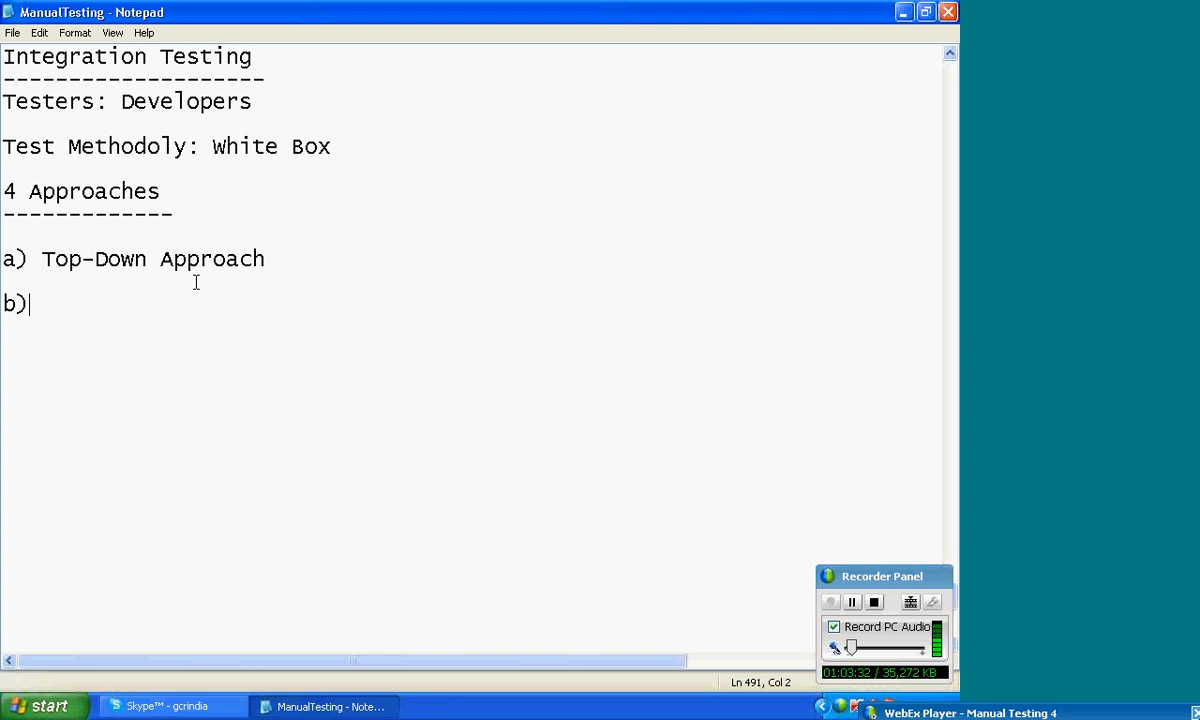 ManualTesting - Notepad
File Edit Format View Help
Integration Testing
--------------------
Testers: Developers
Test Methodoly: White Box
4 Approaches
-------------
a) Top-Down Approach
b)
Recorder Panel
Record PC Audio
01:03:32 / 35,272 KB
Ln 491, Col 2
start
Skype™ - gcrindia
ManualTesting - Note...
WebEx Player - Manual Testing 4